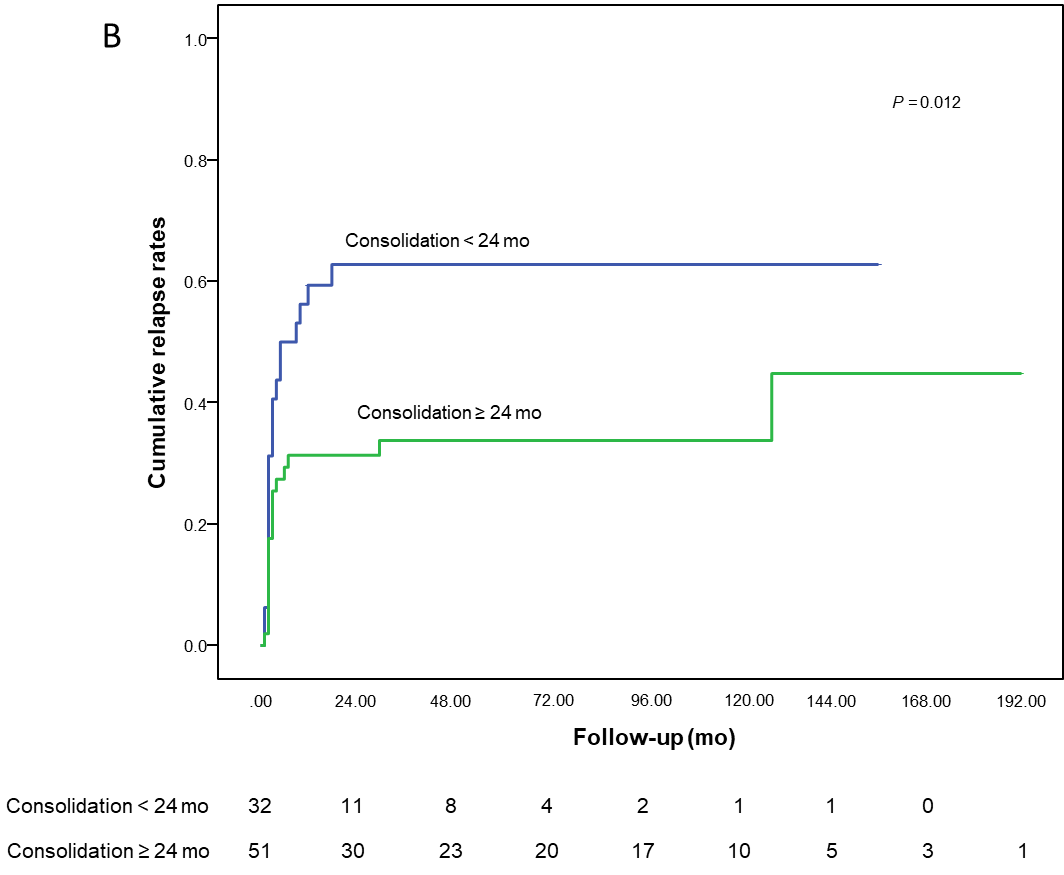 B
1.0
P = 0.012
0.8
Consolidation < 24 mo
0.6
Cumulative relapse rates
0.4
Consolidation ≥ 24 mo
0.2
0.0
.00 24.00 48.00 72.00 96.00 120.00 144.00 168.00 192.00
Follow-up (mo)
Consolidation < 24 mo 32 11 8 4 2 1 1 0
Consolidation ≥ 24 mo 51 30 23 20 17 10 5 3 1